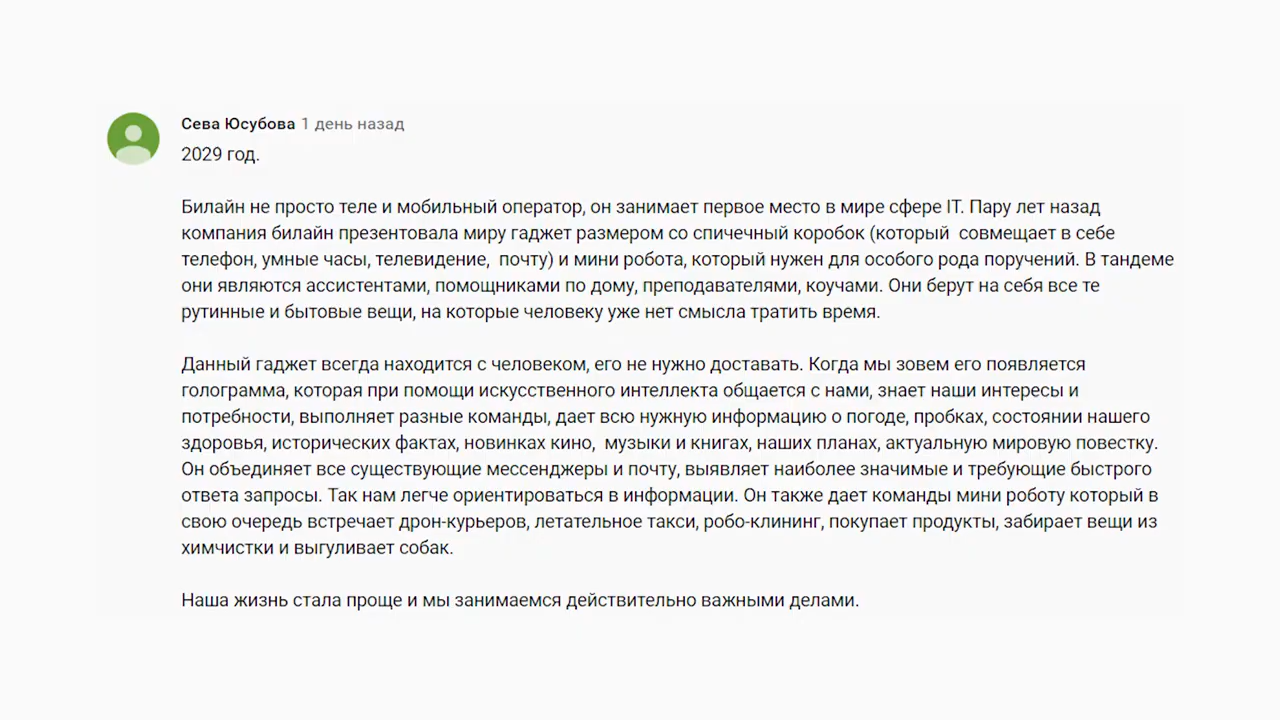 Сева Юсубова 1 день назад
2029 год.
Билайн не просто теле и мобильный оператор, он занимает первое место в мире сфере IT. Пару лет назад
компания билайн презентовала миру гаджет размером со спичечный коробок (который  совмещает в себе
телефон, умные часы, телевидение,  почту) и мини робота, который нужен для особого рода поручений. В тандеме
они являются ассистентами, помощниками по дому, преподавателями, коучами. Они берут на себя все те
рутинные и бытовые вещи, на которые человеку уже нет смысла тратить время.
Данный гаджет всегда находится с человеком, его не нужно доставать. Когда мы зовем его появляется
голограмма, которая при помощи искусственного интеллекта общается с нами, знает наши интересы и
потребности, выполняет разные команды, дает всю нужную информацию о погоде, пробках, состоянии нашего
здоровья, исторических фактах, новинках кино,  музыки и книгах, наших планах, актуальную мировую повестку.
Он объединяет все существующие мессенджеры и почту, выявляет наиболее значимые и требующие быстрого
ответа запросы. Так нам легче ориентироваться в информации. Он также дает команды мини роботу который в
свою очередь встречает дрон-курьеров, летательное такси, робо-клининг, покупает продукты, забирает вещи из
химчистки и выгуливает собак.
Наша жизнь стала проще и мы занимаемся действительно важными делами.